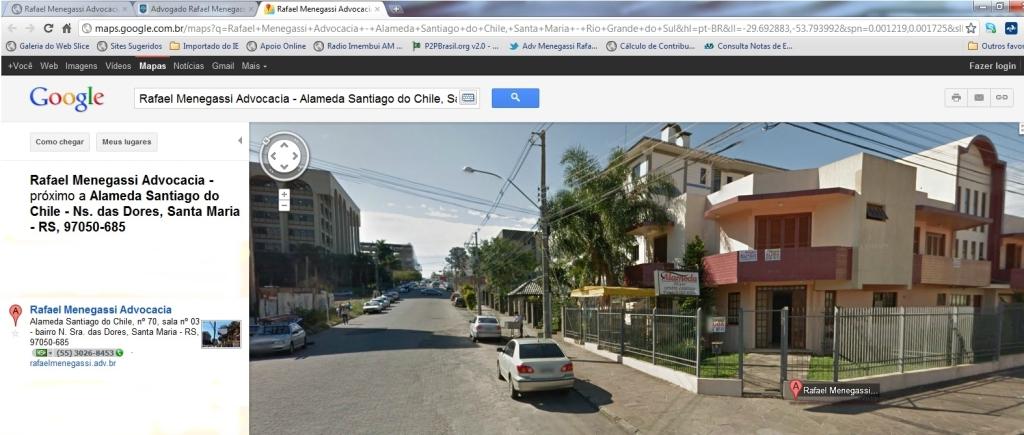 Rafael Menegassi Advocaci
Advogado Rafael Menegas
Rafael Menegassi Advocaci
maps.google.com.br/maps?q=Rafael+Menegassi+Advocacia+-+Alameda+Santiago+do+Chile,+Santa+Maria+-+Rio+Grande+do+Sul&hl=pt-BR&ll=-29.692883,-53.793992&spn=0.001219,0.001725&sl
Galeria do Web Slice
Sites Sugeridos
Importado do IE
Apoio Online
Radio Imembui AM ...
P2PBrasil.org v2.0 - ...
Adv Menegassi Rafa...
Cálculo de Contribu...
Consulta Notas de E...
Outros favor
+Você Web Imagens Vídeos Mapas Notícias Gmail Mais
Fazer login
Google
Rafael Menegassi Advocacia - Alameda Santiago do Chile, Sa
Como chegar
Meus lugares
Rafael Menegassi Advocacia -
próximo a Alameda Santiago do
Chile - Ns. das Dores, Santa Maria
- RS, 97050-685
A
Rafael Menegassi Advocacia
Alameda Santiago do Chile, nº 70, sala nº 03
- bairro N. Sra. das Dores, Santa Maria - RS,
97050-685
(55) 3026-8453
rafaelmenegassi.adv.br
Alameda
A
Rafael Menegassi...